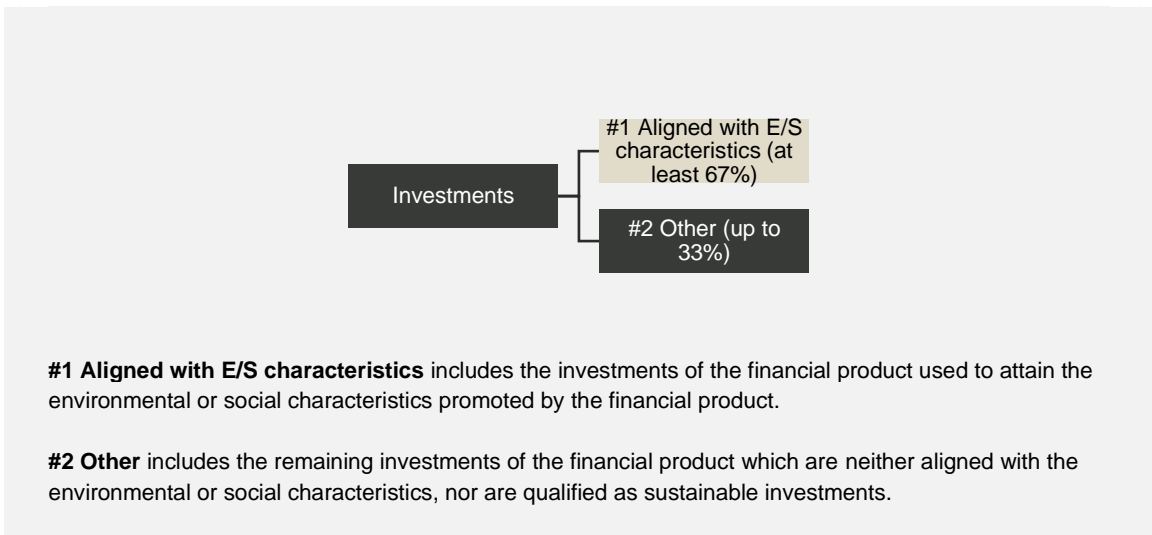 #1 Aligned with E/S
characteristics (at
least 67%)
Investments
#2 Other (up to
33%)
#1 Aligned with E/S characteristics includes the investments of the financial product used to attain the
environmental or social characteristics promoted by the financial product.
#2 Other includes the remaining investments of the financial product which are neither aligned with the
environmental or social characteristics, nor are qualified as sustainable investments.